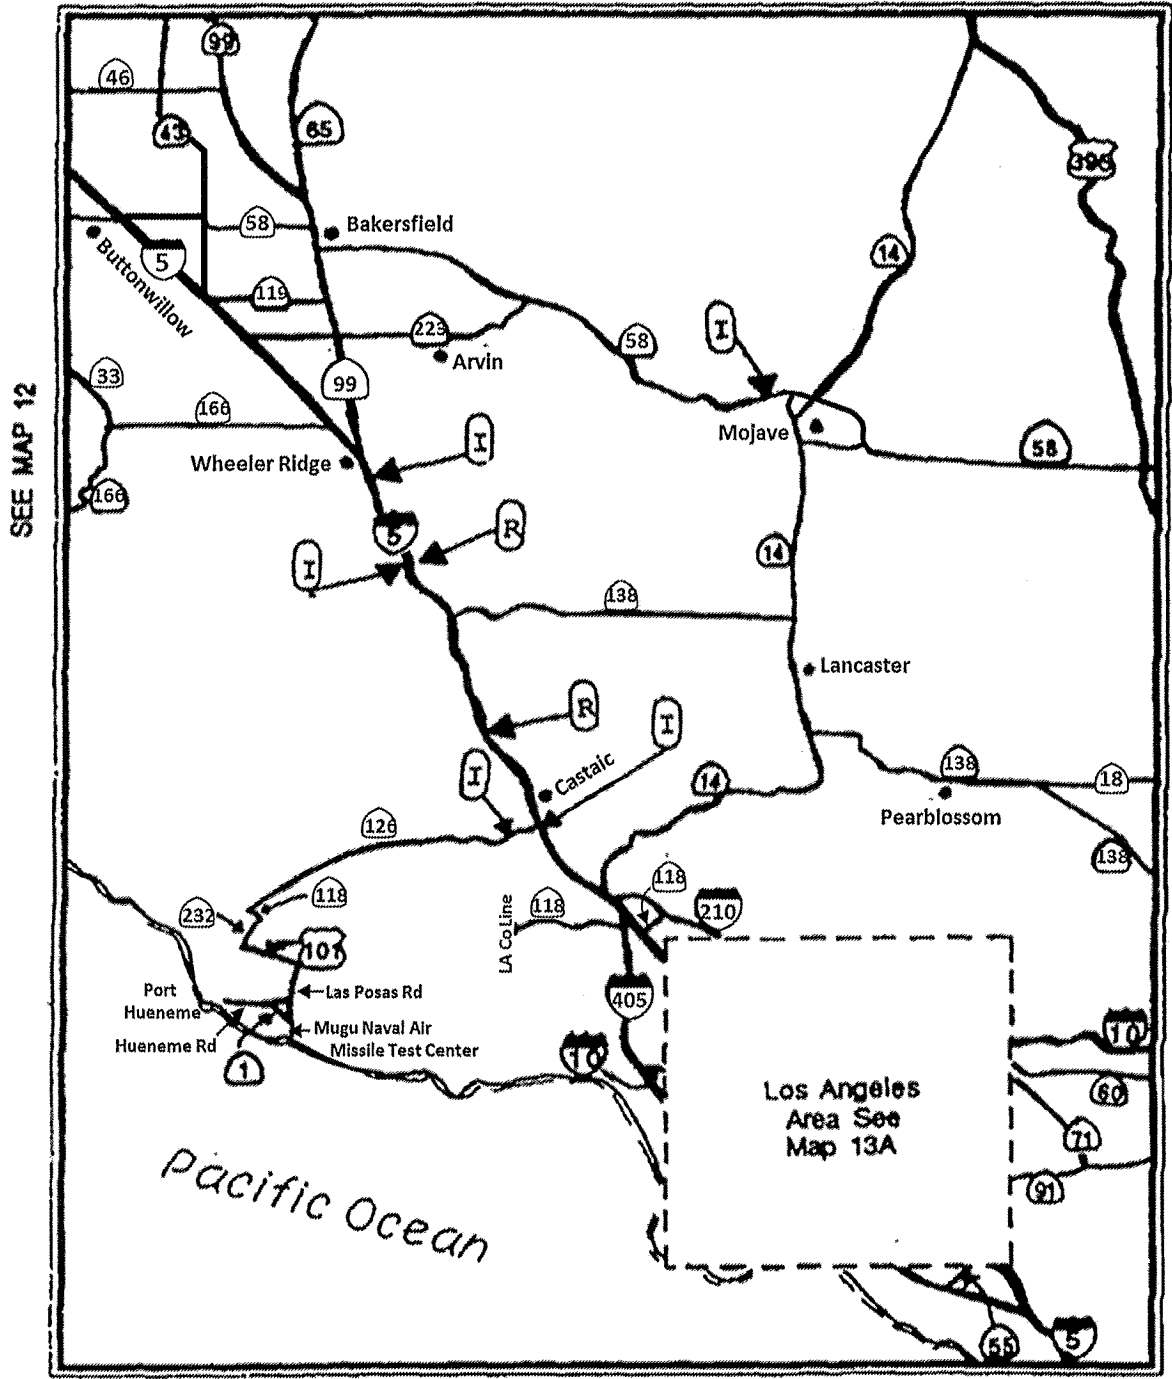 99
46
43
65
395
58
Bakersfield
14
5
Buttonwillow
119
I
223
58
Arvin
33
99
166
SEE MAP 12
Mojave
I
58
Wheeler Ridge
166
R
5
14
I
138
Lancaster
R
I
I
Castaic
14
138
18
Pearblossom
126
138
118
118
232
118
210
LA Co Line
101
Port
Hueneme
Las Posas Rd
405
Hueneme Rd
Mugu Naval Air
Missile Test Center
1
10
10
60
Los Angeles
Area See
Map 13A
71
91
Pacific Ocean
55
5